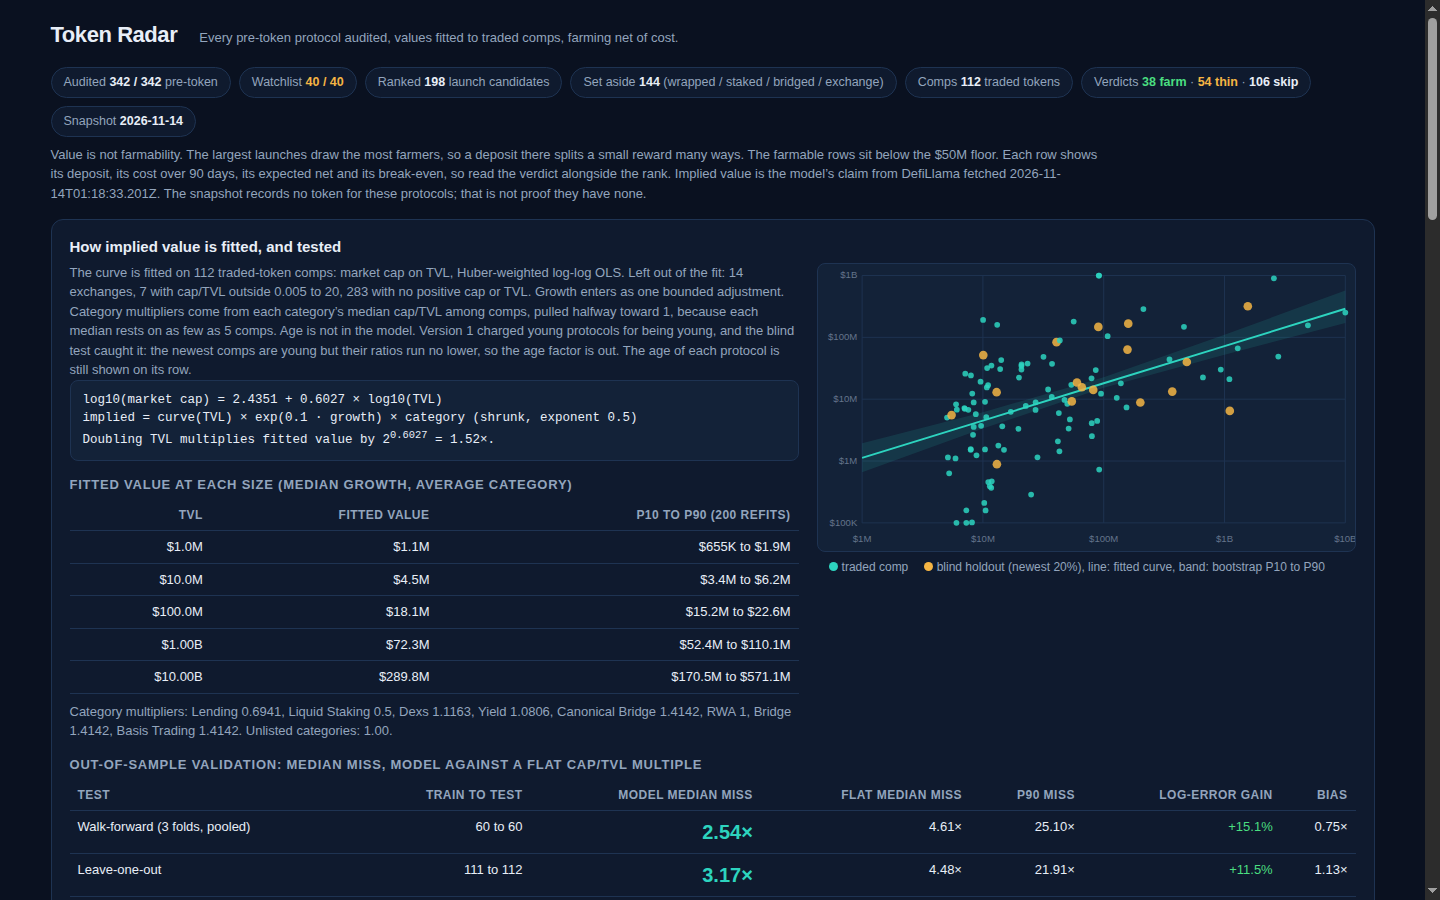 Token Radar
Every pre-token protocol audited, values fitted to traded comps, farming net of cost.
Audited 342 / 342 pre-token
Watchlist 40 / 40
Ranked 198 launch candidates
Set aside 144 (wrapped / staked / bridged / exchange)
Comps 112 traded tokens
Verdicts 38 farm · 54 thin · 106 skip
Snapshot 2026-11-14
Value is not farmability. The largest launches draw the most farmers, so a deposit there splits a small reward many ways. The farmable rows sit below the $50M floor. Each row shows
its deposit, its cost over 90 days, its expected net and its break-even, so read the verdict alongside the rank. Implied value is the model’s claim from DefiLlama fetched 2026-11-
14T01:18:33.201Z. The snapshot records no token for these protocols; that is not proof they have none.
How implied value is fitted, and tested
The curve is fitted on 112 traded-token comps: market cap on TVL, Huber-weighted log-log OLS. Left out of the fit: 14
exchanges, 7 with cap/TVL outside 0.005 to 20, 283 with no positive cap or TVL. Growth enters as one bounded adjustment.
Category multipliers come from each category’s median cap/TVL among comps, pulled halfway toward 1, because each
median rests on as few as 5 comps. Age is not in the model. Version 1 charged young protocols for being young, and the blind
test caught it: the newest comps are young but their ratios run no lower, so the age factor is out. The age of each protocol is
still shown on its row.
log10(market cap) = 2.4351 + 0.6027 × log10(TVL)
implied = curve(TVL) × exp(0.1 · growth) × category (shrunk, exponent 0.5)
Doubling TVL multiplies fitted value by 2^0.6027 = 1.52×.
FITTED VALUE AT EACH SIZE (MEDIAN GROWTH, AVERAGE CATEGORY)
TVL FITTED VALUE P10 TO P90 (200 REFITS)
$1.0M $1.1M $655K to $1.9M
$10.0M $4.5M $3.4M to $6.2M
$100.0M $18.1M $15.2M to $22.6M
$1.00B $72.3M $52.4M to $110.1M
$10.00B $289.8M $170.5M to $571.1M
Category multipliers: Lending 0.6941, Liquid Staking 0.5, Dexs 1.1163, Yield 1.0806, Canonical Bridge 1.4142, RWA 1, Bridge
1.4142, Basis Trading 1.4142. Unlisted categories: 1.00.
$1B
$100M
$10M
$1M
$100K
$1M $10M $100M $1B $10B
traded comp
blind holdout (newest 20%), line: fitted curve, band: bootstrap P10 to P90
OUT-OF-SAMPLE VALIDATION: MEDIAN MISS, MODEL AGAINST A FLAT CAP/TVL MULTIPLE
TEST TRAIN TO TEST MODEL MEDIAN MISS FLAT MEDIAN MISS P90 MISS LOG-ERROR GAIN BIAS
Walk-forward (3 folds, pooled) 60 to 60 2.54× 4.61× 25.10× +15.1% 0.75×
Leave-one-out 111 to 112 3.17× 4.48× 21.91× +11.5% 1.13×